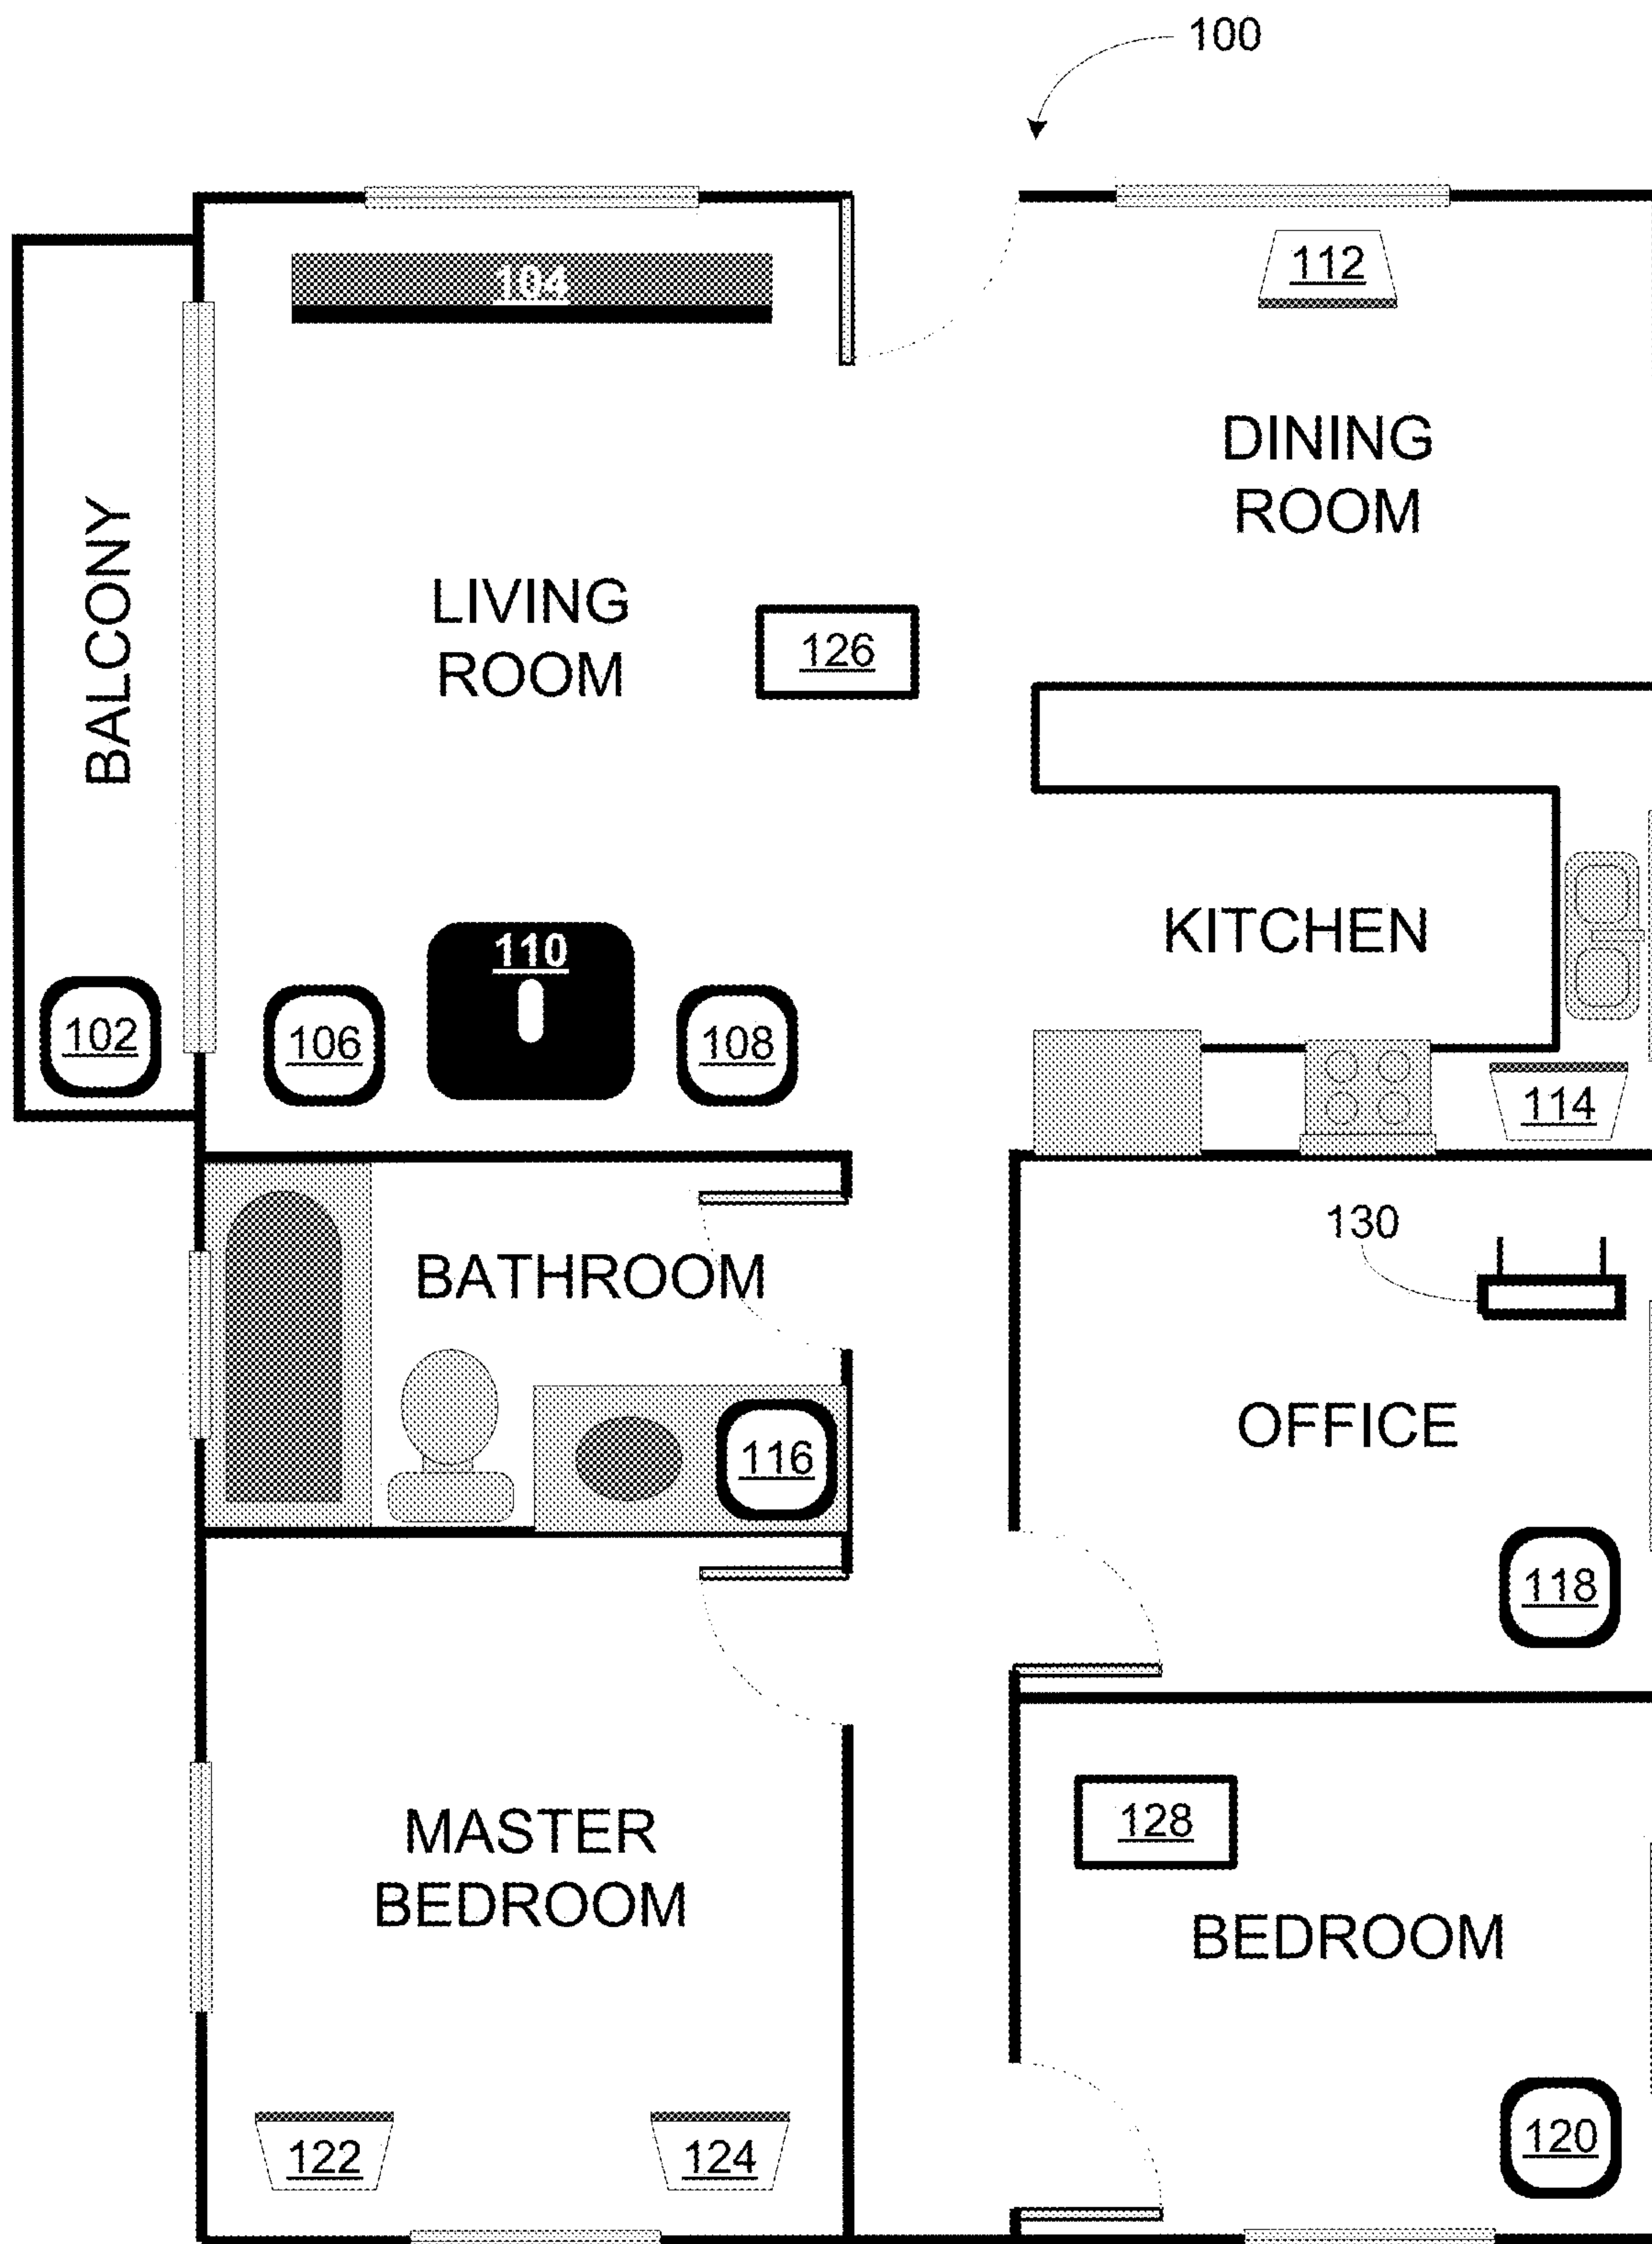 100
104
112
DINING
ROOM
BALCONY
LIVING
ROOM
126
KITCHEN
110
102
106
108
114
130
BATHROOM
OFFICE
116
118
128
MASTER
BEDROOM
BEDROOM
122
124
120